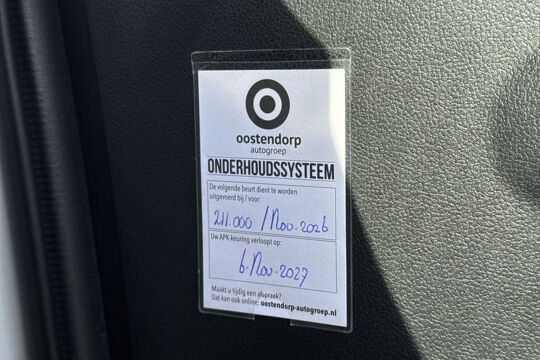 oostendorp
autogroep
ONDERHOUDSSYSTEEM
De volgende beurt dient te worden
uitgevoerd bij / voor:
211.000 / Nov. 2026
Uw APK-keuring verloopt op:
6-Nov-2027
Maakt u tijdig een afspraak?
Dat kan ook online: oostendorp-autogroep.nl